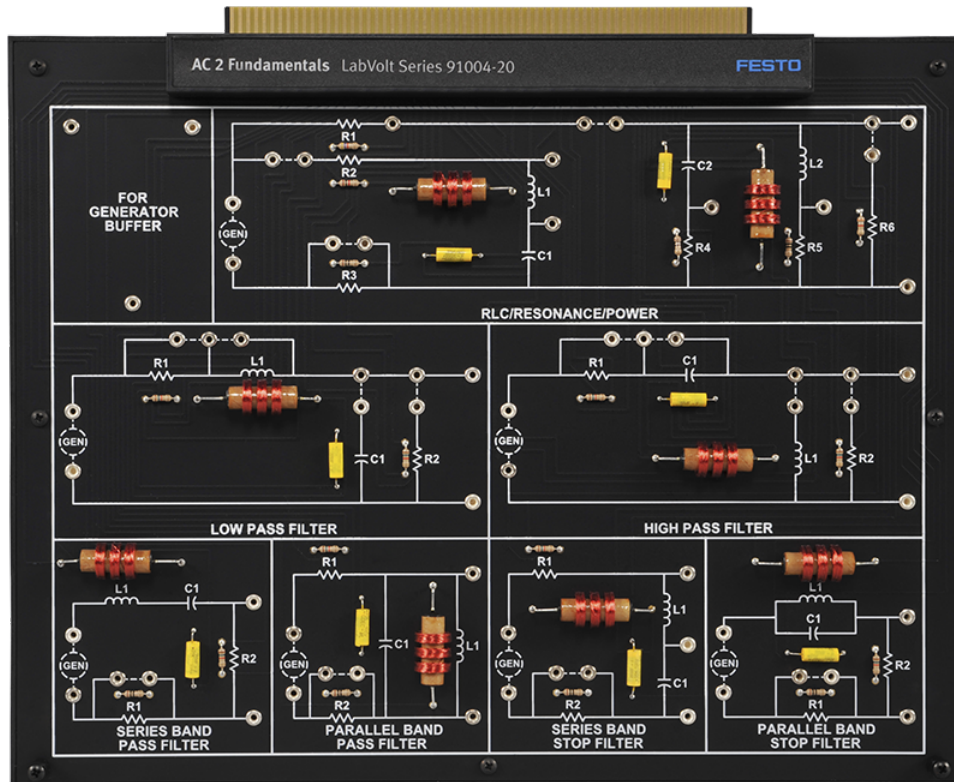 AC 2 Fundamentals LabVolt Series 91004-20
FESTO
FOR
GENERATOR
BUFFER
R1
R2
L1
GEN
C1
R3
C2
L2
R4
R5
R6
RLC/RESONANCE/POWER
R1
L1
GEN
C1
R2
LOW PASS FILTER
R1
C1
GEN
L1
R2
HIGH PASS FILTER
L1
C1
GEN
R2
R1
SERIES BAND
PASS FILTER
R1
C1
L1
GEN
R2
PARALLEL BAND
PASS FILTER
R1
L1
GEN
C1
R2
SERIES BAND
STOP FILTER
L1
C1
GEN
R2
R1
PARALLEL BAND
STOP FILTER